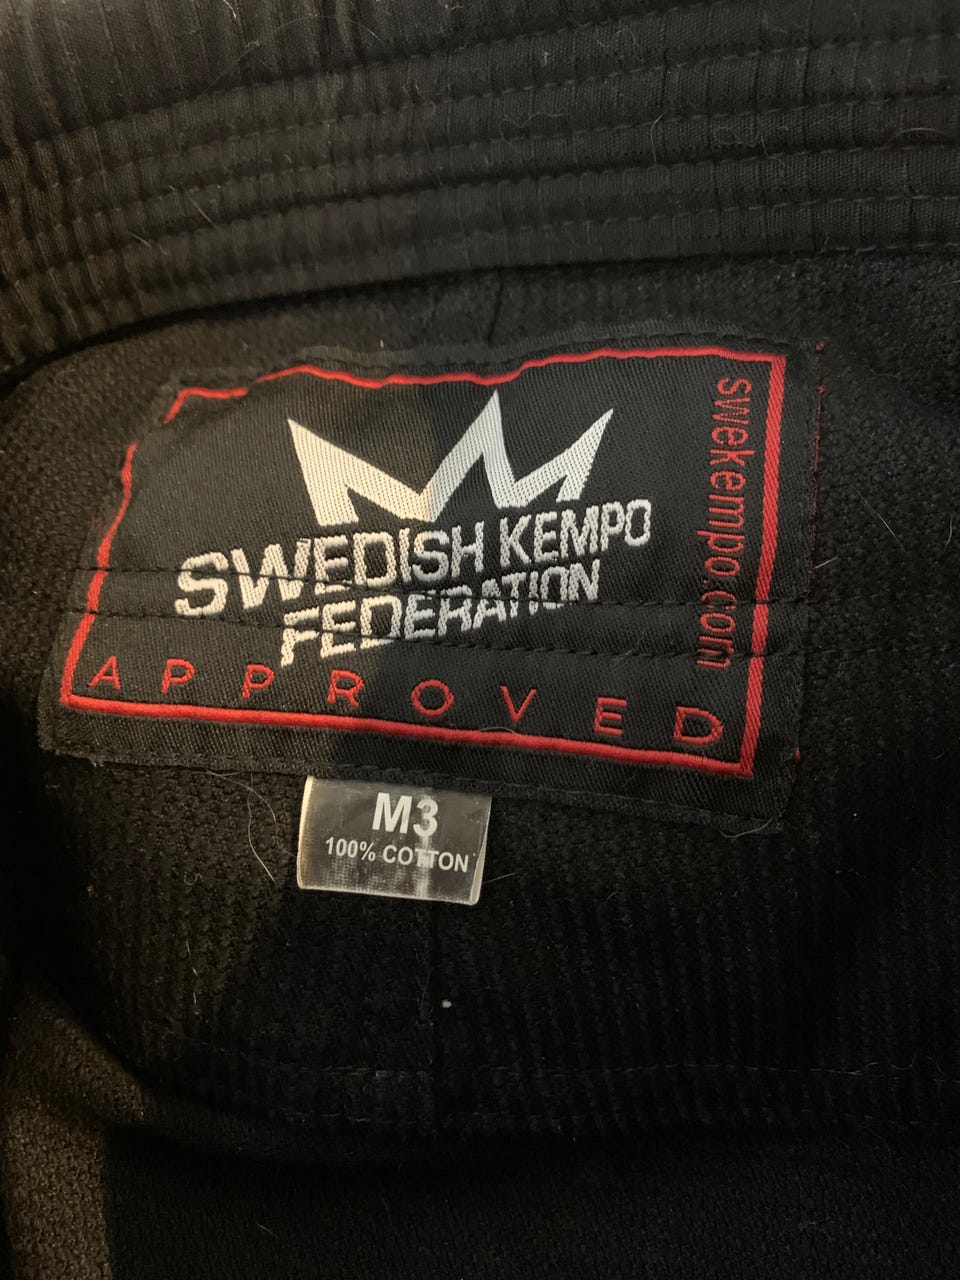 SWEDISH KEMPO
FEDERATION
APPROVED
swekempo.com
M3
100% COTTON